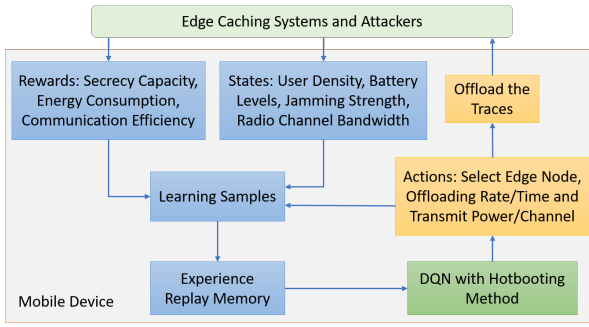 Edge Caching Systems and Attackers
Rewards: Secrecy Capacity,
Energy Consumption,
Communication Efficiency
States: User Density, Battery
Levels, Jamming Strength,
Radio Channel Bandwidth
Offload the
Traces
Learning Samples
Actions: Select Edge Node,
Offloading Rate/Time and
Transmit Power/Channel
Experience
Replay Memory
DQN with Hotbooting
Method
Mobile Device